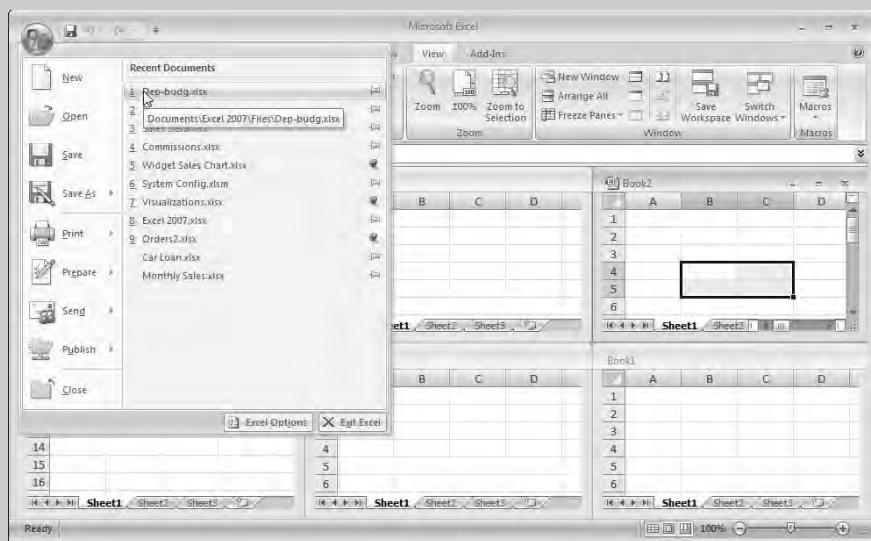 Microsoft Excel
View Add-Ins
New
Open
Save
Save As
Print
Prepare
Send
Publish
Close
Recent Documents
1 Dep-budg.xlsx
Documents\Excel 2007\Files\Dep-budg.xlsx
2
3 Sales Data.xlsx
4 Commissions.xlsx
5 Widget Sales Chart.xlsx
6 System Config.xlsm
7 Visualizations.xlsx
8 Excel 2007.xlsx
9 Orders2.xlsx
Car Loan.xlsx
Monthly Sales.xlsx
Excel Options Exit Excel
Zoom 100% Zoom to Selection
Zoom
New Window
Arrange All
Freeze Panes
Save Workspace
Switch Windows
Window
Macros
Macros
B C D
Sheet2 Sheet3
Book2
A B C D
1
2
3
4
5
6
Sheet1 Sheet2
B C D
Book1
A B C D
1
2
3
4
5
6
14
15
16
4
5
6
Sheet1 Sheet2 Sheet3
Sheet1 Sheet2 Sheet3
Sheet1 Sheet2 Sheet3
Ready
100%